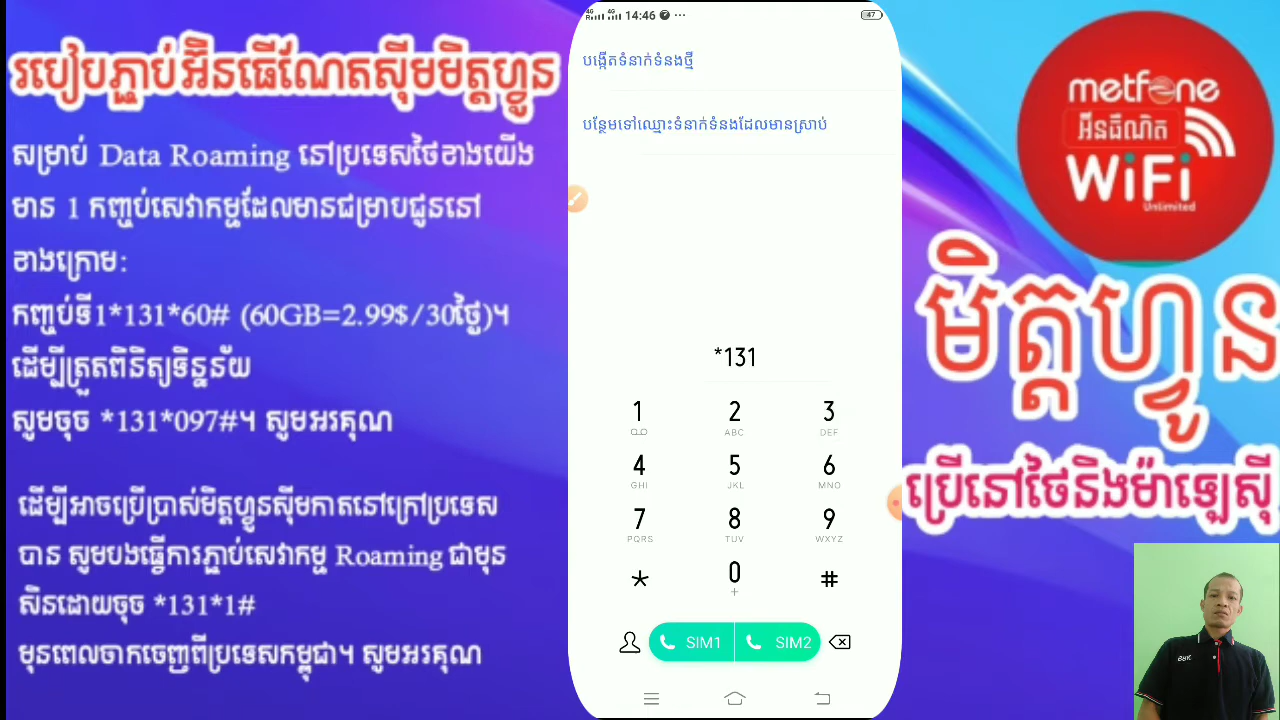 របៀបភ្ជាប់អ៊ិនធើណែតស៊ីមមិត្តហ្វូន
សម្រាប់ Data Roaming នៅប្រទេសថៃខាងយើង
មាន 1 កញ្ចប់សេវាកម្មដែលមានជម្រាបជូននៅ
ខាងក្រោម:
កញ្ចប់ទី1*131*60# (60GB=2.99$/30ថ្ងៃ)។
ដើម្បីត្រួតពិនិត្យទិន្នន័យ
សូមចុច *131*097#។ សូមអរគុណ
ដើម្បីអាចប្រើប្រាស់មិត្តហ្វូនស៊ីមកាតនៅក្រៅប្រទេស
បាន សូមបងធ្វើការភ្ជាប់សេវាកម្ម Roaming ជាមុន
សិនដោយចុច *131*1#
មុនពេលចាកចេញពីប្រទេសកម្ពុជា។ សូមអរគុណ
4G 4G 14:46 ··· 47
បង្កើតទំនាក់ទំនងថ្មី
បន្ថែមទៅឈ្មោះទំនាក់ទំនងដែលមានស្រាប់
*131
1 2 3
ABC DEF
4 5 6
GHI JKL MNO
7 8 9
PQRS TUV WXYZ
* 0 #
+
SIM1 SIM2
metfone
អ៊ីនធឺណិត
WiFi
Unlimited
មិត្តហ្វូន
ប្រើនៅថៃនិងម៉ាឡេស៊ី